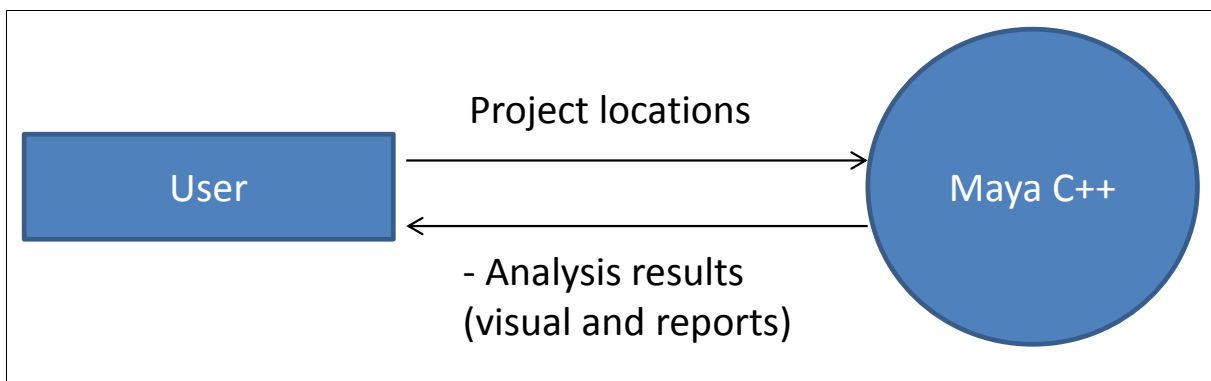 Project locations
User
Maya C++
- Analysis results
(visual and reports)